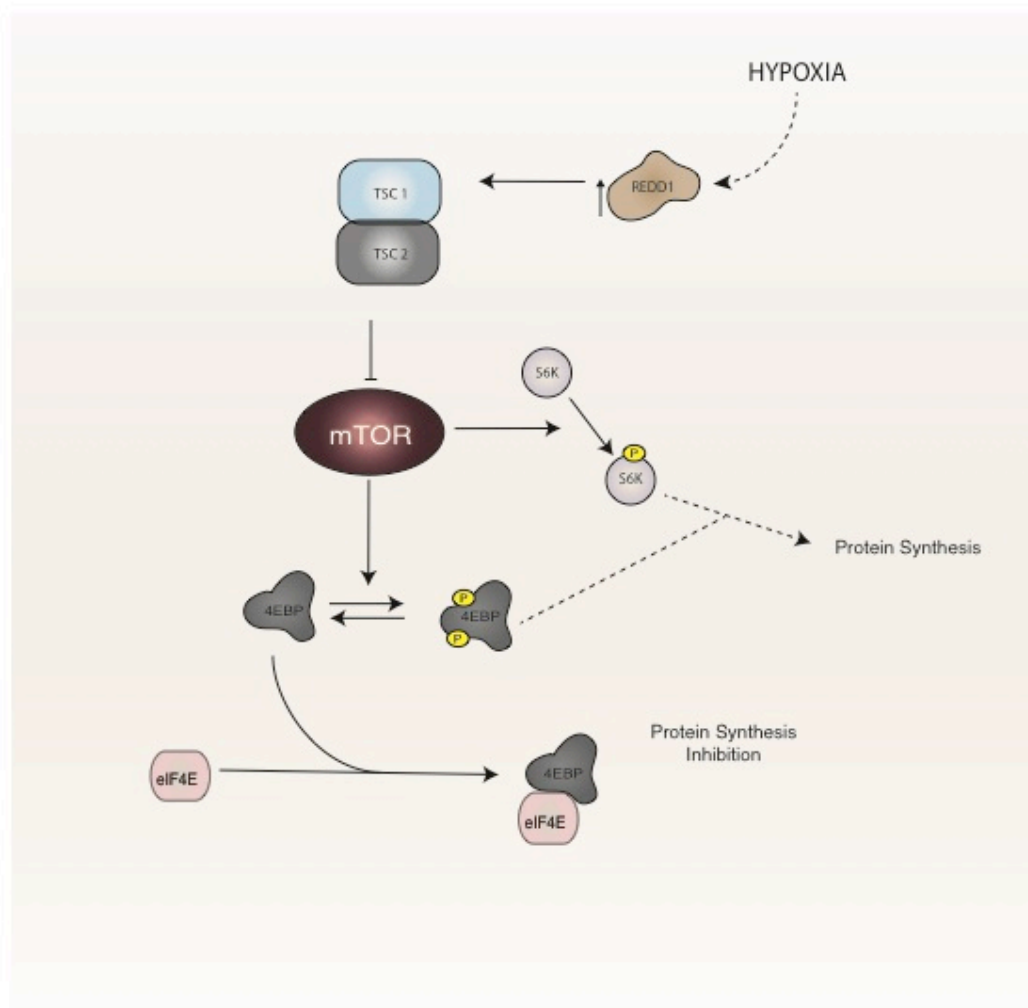 HYPOXIA
TSC 1
REDD1
TSC 2
S6K
mTOR
P
S6K
Protein Synthesis
4EBP
P
4EBP
P
Protein Synthesis
Inhibition
eIF4E
4EBP
eIF4E